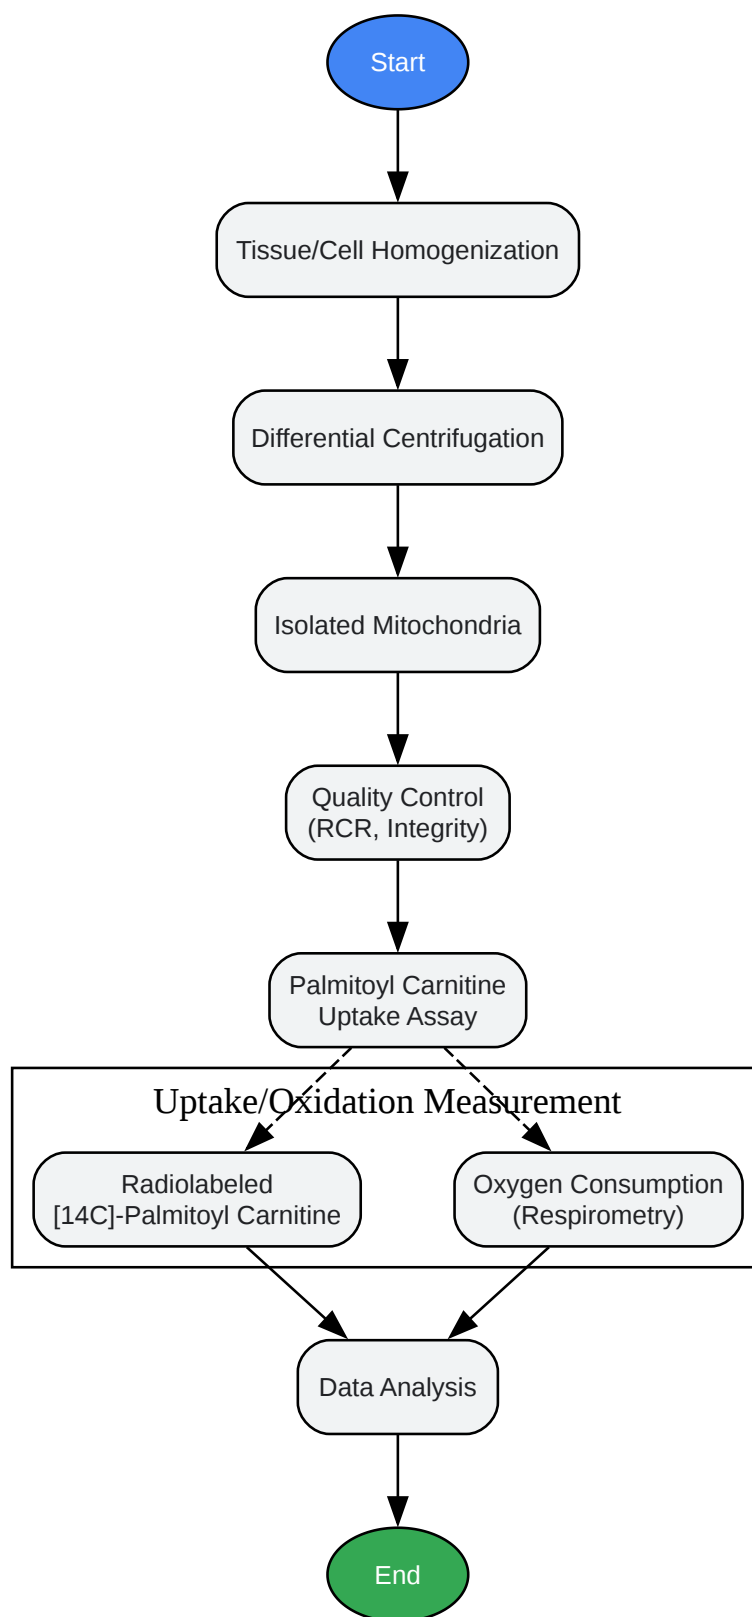 Start
Tissue/Cell Homogenization
Differential Centrifugation
Isolated Mitochondria
Quality Control
(RCR, Integrity)
Palmitoyl Carnitine
Uptake Assay
Uptake/Oxidation Measurement
Radiolabeled
[14C]-Palmitoyl Carnitine
Oxygen Consumption
(Respirometry)
Data Analysis
End